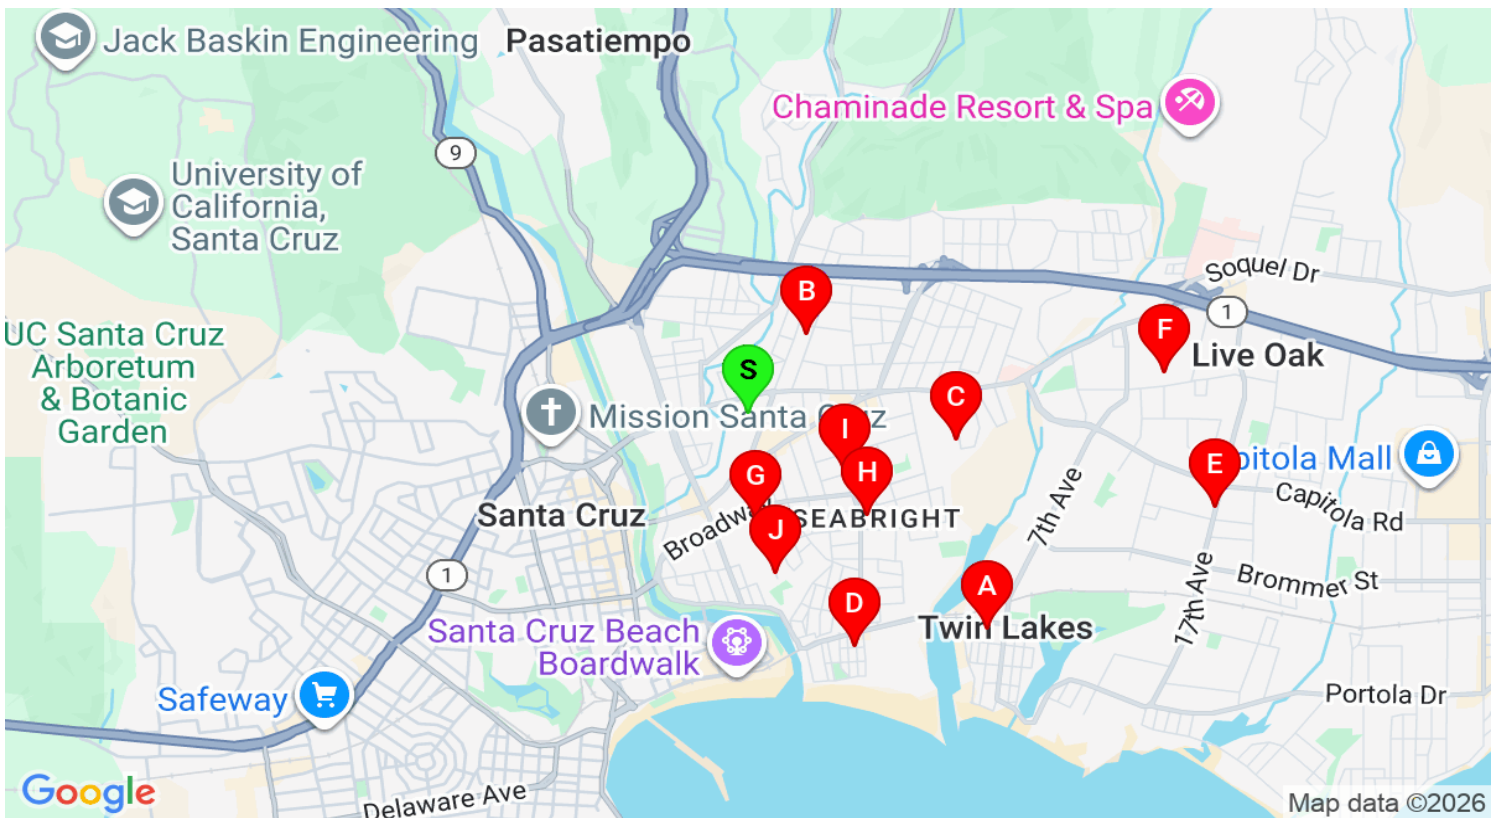 Jack Baskin Engineering
Pasatiempo
Chaminade Resort & Spa
9
University of
California,
Santa Cruz
Soquel Dr
B
1
F
UC Santa Cruz
Arboretum
& Botanic
Garden
Live Oak
S
C
Mission Santa Cruz
I
H
G
E
pitola Mall
Capitola Rd
7th Ave
Santa Cruz
Broadway
SEABRIGHT
J
1
Brommer St
A
D
17th Ave
Twin Lakes
Santa Cruz Beach
Boardwalk
Safeway
Portola Dr
Google
Delaware Ave
Map data ©2026